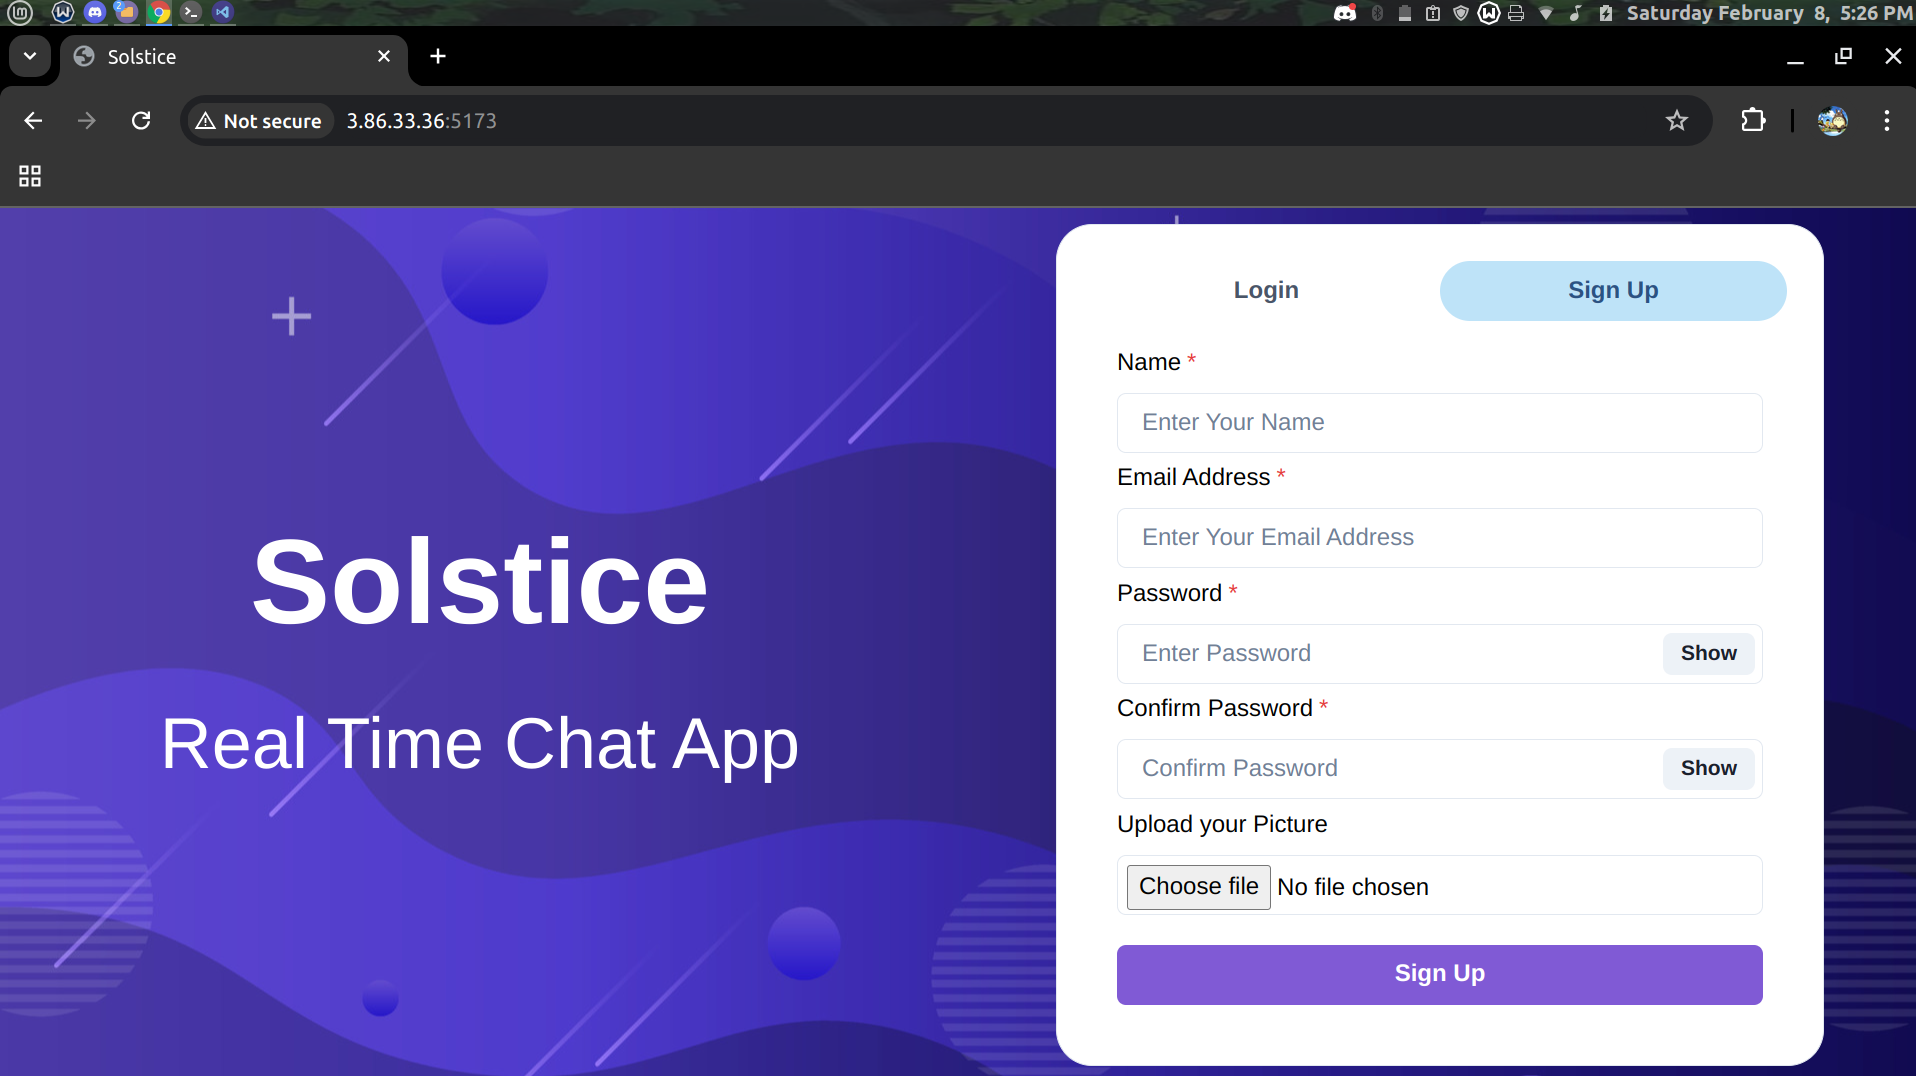 Saturday February 8, 5:26 PM
2
Solstice
Not secure 3.86.33.36:5173
Login Sign Up
Name *
Enter Your Name
Email Address *
Enter Your Email Address
Password *
Enter Password Show
Confirm Password *
Confirm Password Show
Upload your Picture
Choose file No file chosen
Sign Up
Solstice
Real Time Chat App